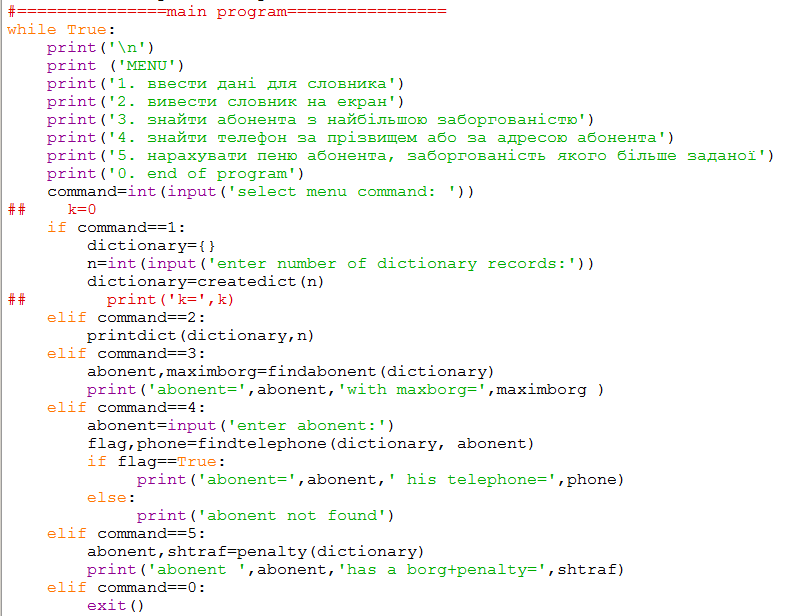 #===============main program================
while True:
    print('\n')
    print ('MENU')
    print('1. ввести дані для словника')
    print('2. вивести словник на екран')
    print('3. знайти абонента з найбільшою заборгованістю')
    print('4. знайти телефон за прізвищем або за адресою абонента')
    print('5. нарахувати пеню абонента, заборгованість якого більше заданої')
    print('0. end of program')
    command=int(input('select menu command: '))
##    k=0
    if command==1:
        dictionary={}
        n=int(input('enter number of dictionary records:'))
        dictionary=createdict(n)
##        print('k=',k)
    elif command==2:
        printdict(dictionary,n)
    elif command==3:
        abonent,maximborg=findabonent(dictionary)
        print('abonent=',abonent,'with maxborg=',maximborg )
    elif command==4:
        abonent=input('enter abonent:')
        flag,phone=findtelephone(dictionary, abonent)
        if flag==True:
             print('abonent=',abonent,' his telephone=',phone)
        else:
             print('abonent not found')
    elif command==5:
        abonent,shtraf=penalty(dictionary)
        print('abonent ',abonent,'has a borg+penalty=',shtraf)
    elif command==0:
        exit()